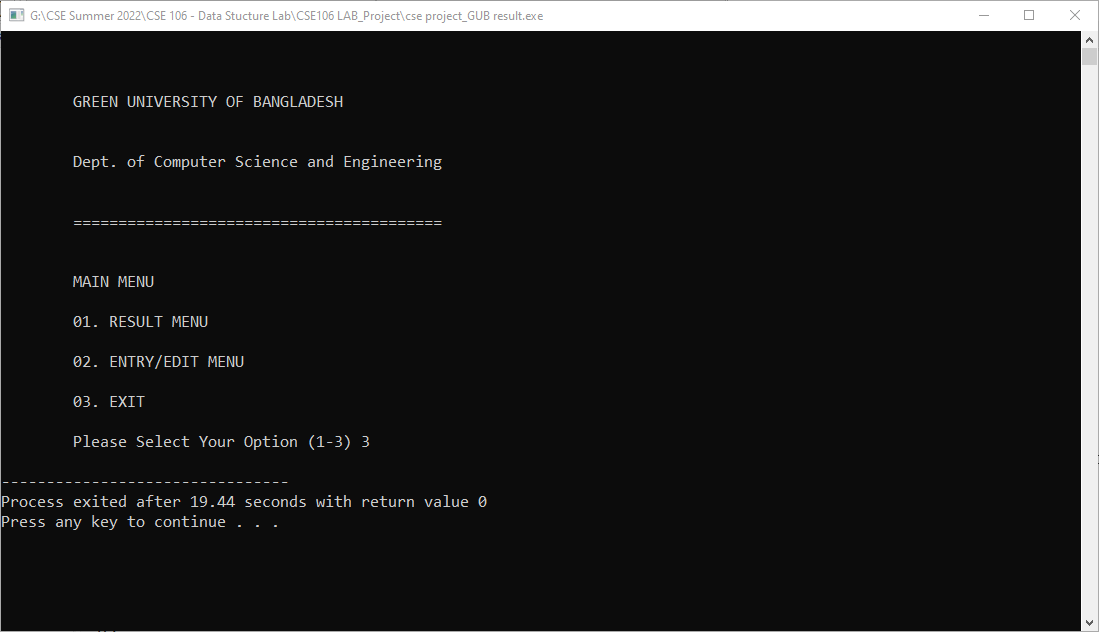 G:\CSE Summer 2022\CSE 106 - Data Stucture Lab\CSE106 LAB_Project\cse project_GUB result.exe
GREEN UNIVERSITY OF BANGLADESH
Dept. of Computer Science and Engineering
=========================================
MAIN MENU
01. RESULT MENU
02. ENTRY/EDIT MENU
03. EXIT
Please Select Your Option (1-3) 3
--------------------------------
Process exited after 19.44 seconds with return value 0
Press any key to continue . . .